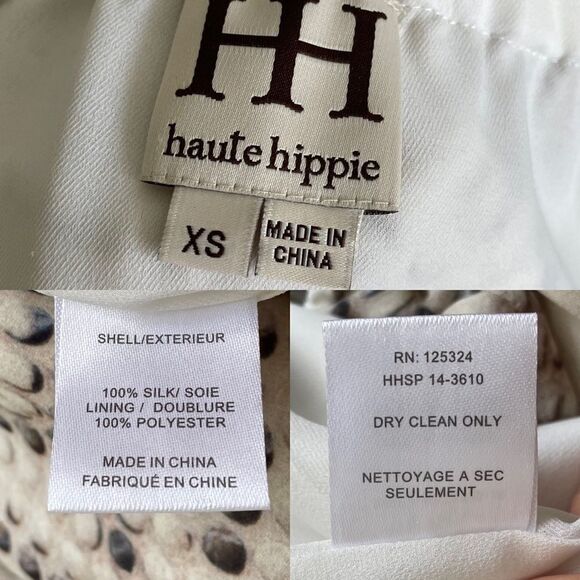 HH
haute hippie
XS
MADE IN
CHINA
SHELL/EXTERIEUR
100% SILK/ SOIE
LINING / DOUBLURE
100% POLYESTER
MADE IN CHINA
FABRIQUÉ EN CHINE
RN: 125324
HHSP 14-3610
DRY CLEAN ONLY
NETTOYAGE A SEC
SEULEMENT